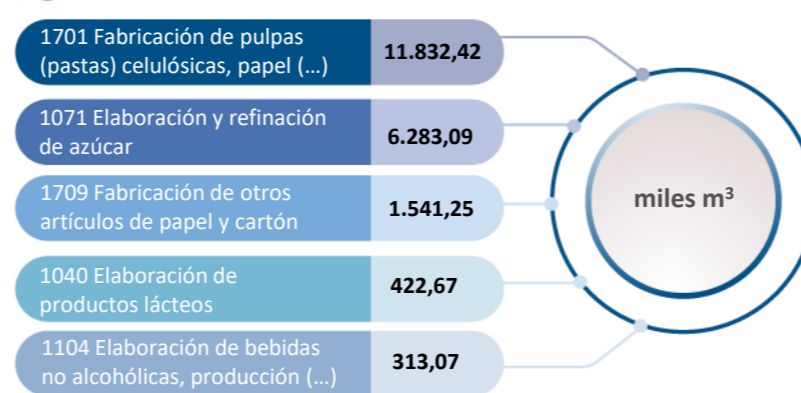 1701 Fabricación de pulpas
(pastas) celulósicas, papel (...)
11.832,42
1071 Elaboración y refinación
de azúcar
6.283,09
1709 Fabricación de otros
artículos de papel y cartón
1.541,25
1040 Elaboración de
productos lácteos
422,67
1104 Elaboración de bebidas
no alcohólicas, producción (...)
313,07
miles m³